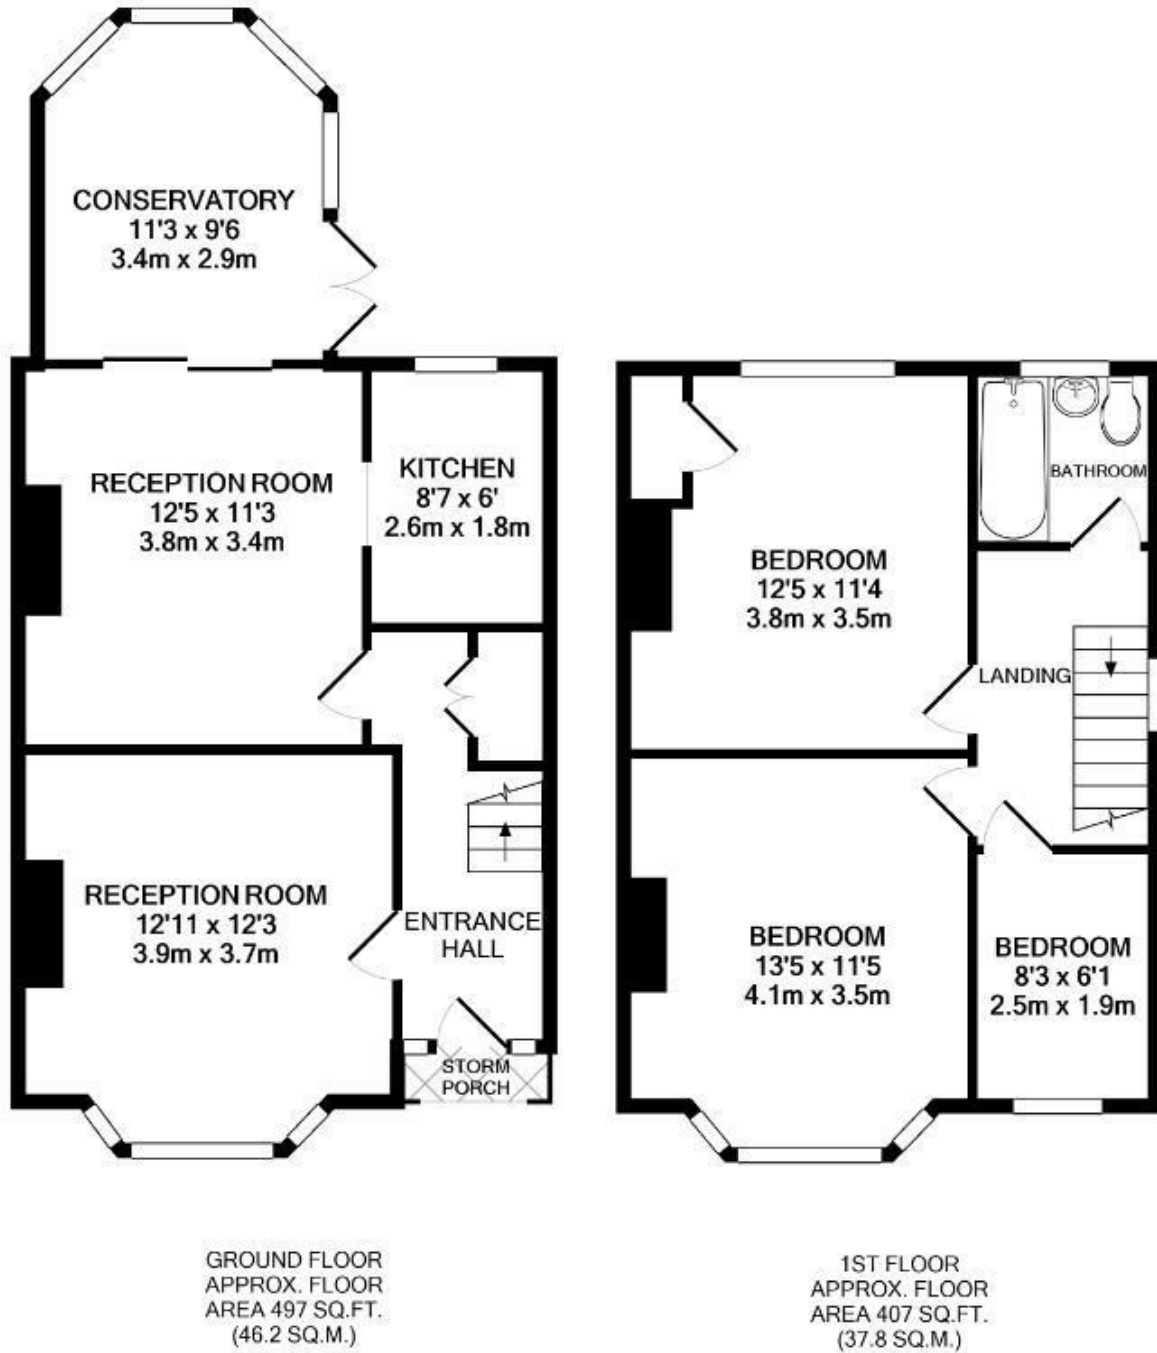 CONSERVATORY
11'3 x 9'6
3.4m x 2.9m
RECEPTION ROOM
12'5 x 11'3
3.8m x 3.4m
KITCHEN
8'7 x 6'
2.6m x 1.8m
RECEPTION ROOM
12'11 x 12'3
3.9m x 3.7m
ENTRANCE
HALL
STORM
PORCH
GROUND FLOOR
APPROX. FLOOR
AREA 497 SQ.FT.
(46.2 SQ.M.)
BATHROOM
BEDROOM
12'5 x 11'4
3.8m x 3.5m
LANDING
BEDROOM
13'5 x 11'5
4.1m x 3.5m
BEDROOM
8'3 x 6'1
2.5m x 1.9m
1ST FLOOR
APPROX. FLOOR
AREA 407 SQ.FT.
(37.8 SQ.M.)